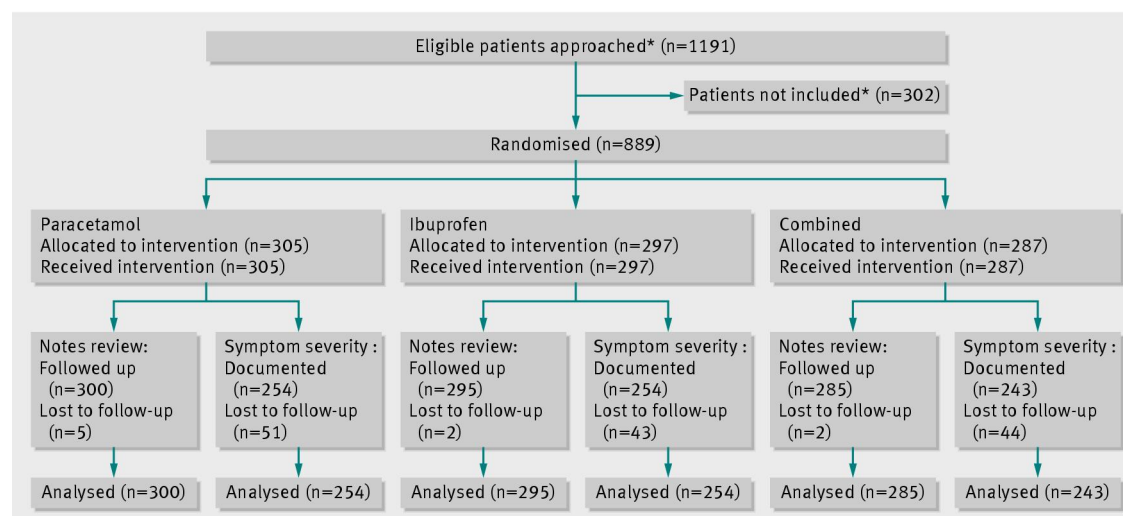 Eligible patients approached* (n=1191)
Patients not included* (n=302)
Randomised (n=889)
Paracetamol
Allocated to intervention (n=305)
Received intervention (n=305)
Ibuprofen
Allocated to intervention (n=297)
Received intervention (n=297)
Combined
Allocated to intervention (n=287)
Received intervention (n=287)
Notes review:
Followed up
(n=300)
Lost to follow-up
(n=5)
Symptom severity :
Documented
(n=254)
Lost to follow-up
(n=51)
Notes review:
Followed up
(n=295)
Lost to follow-up
(n=2)
Symptom severity :
Documented
(n=254)
Lost to follow-up
(n=43)
Notes review:
Followed up
(n=285)
Lost to follow-up
(n=2)
Symptom severity :
Documented
(n=243)
Lost to follow-up
(n=44)
Analysed (n=300)
Analysed (n=254)
Analysed (n=295)
Analysed (n=254)
Analysed (n=285)
Analysed (n=243)